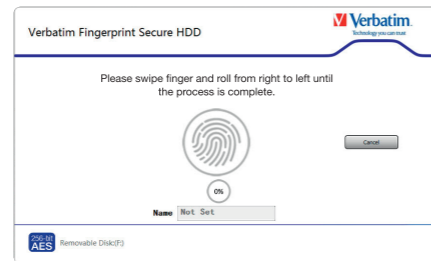 Verbatim Fingerprint Secure HDD
Verbatim.
Technology you can trust
Please swipe finger and roll from right to left until
the process is complete.
Cancel
0%
Name Not Set
256-bit
AES
Removable Disk:(F:)